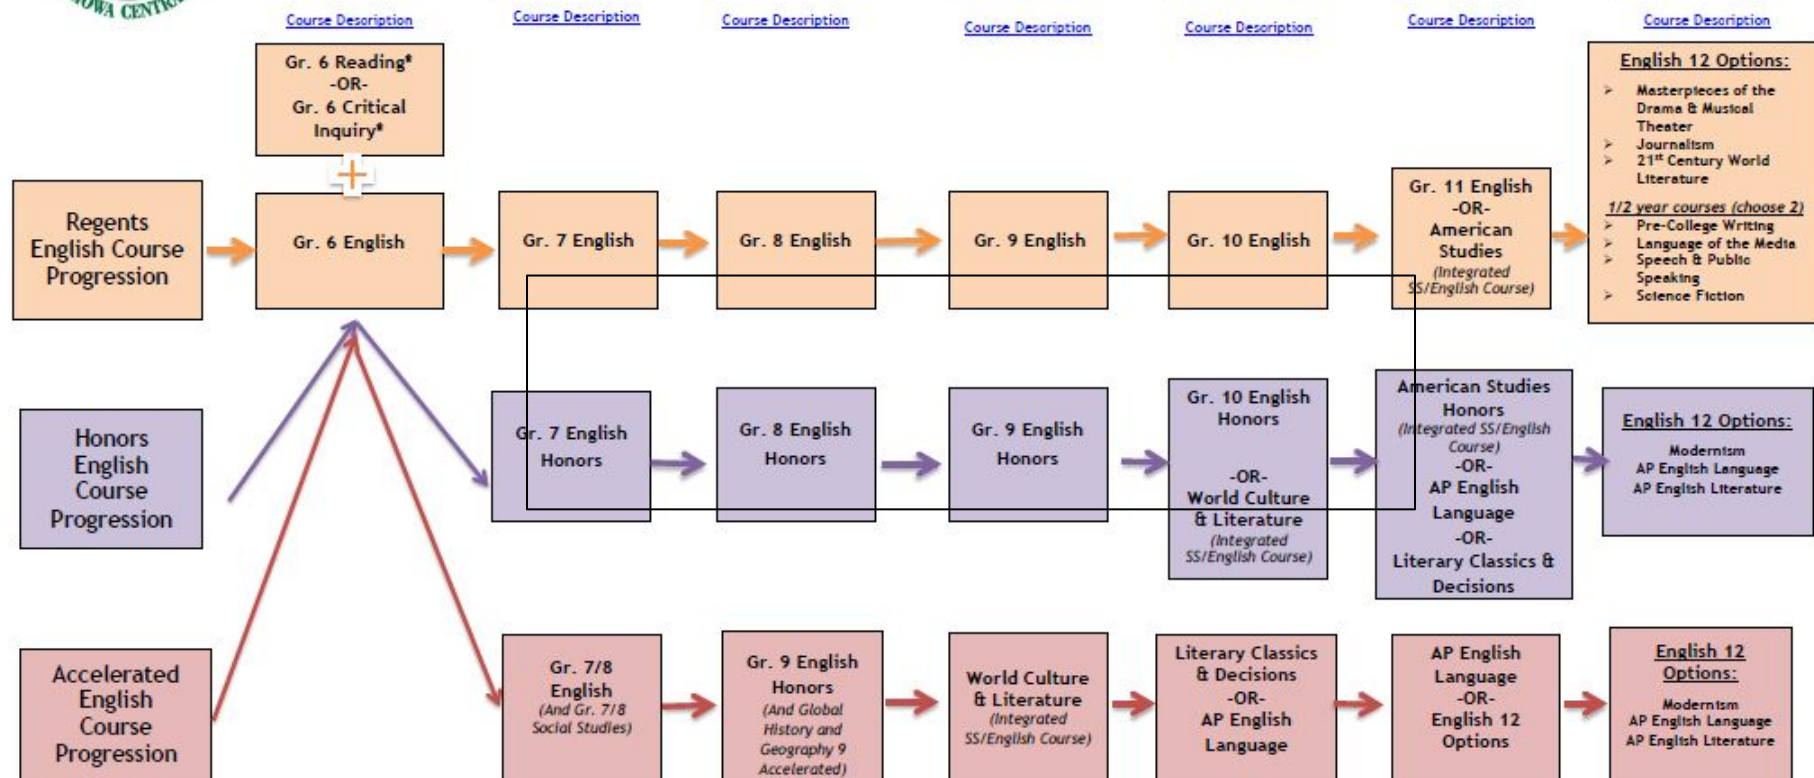 IOWA CENTRA
Course Description
Course Description
Course Description
Course Description
Course Description
Course Description
Course Description
Gr. 6 Reading*
-OR-
Gr. 6 Critical
Inquiry*
+
Regents
English Course
Progression
Gr. 6 English
Gr. 7 English
Gr. 8 English
Gr. 9 English
Gr. 10 English
Gr. 11 English
-OR-
American
Studies
(Integrated
SS/English Course)
English 12 Options:
➢ Masterpieces of the
Drama & Musical
Theater
➢ Journalism
➢ 21st Century World
Literature
1/2 year courses (choose 2)
➢ Pre-College Writing
➢ Language of the Media
➢ Speech & Public
Speaking
➢ Science Fiction
Honors
English
Course
Progression
Gr. 7 English
Honors
Gr. 8 English
Honors
Gr. 9 English
Honors
Gr. 10 English
Honors
-OR-
World Culture
& Literature
(Integrated
SS/English Course)
American Studies
Honors
(Integrated SS/English
Course)
-OR-
AP English
Language
-OR-
Literary Classics &
Decisions
English 12 Options:
Modernism
AP English Language
AP English Literature
Accelerated
English
Course
Progression
Gr. 7/8
English
(And Gr. 7/8
Social Studies)
Gr. 9 English
Honors
(And Global
History and
Geography 9
Accelerated)
World Culture
& Literature
(Integrated
SS/English Course)
Literary Classics
& Decisions
-OR-
AP English
Language
AP English
Language
-OR-
English 12
Options
English 12
Options:
Modernism
AP English Language
AP English Literature